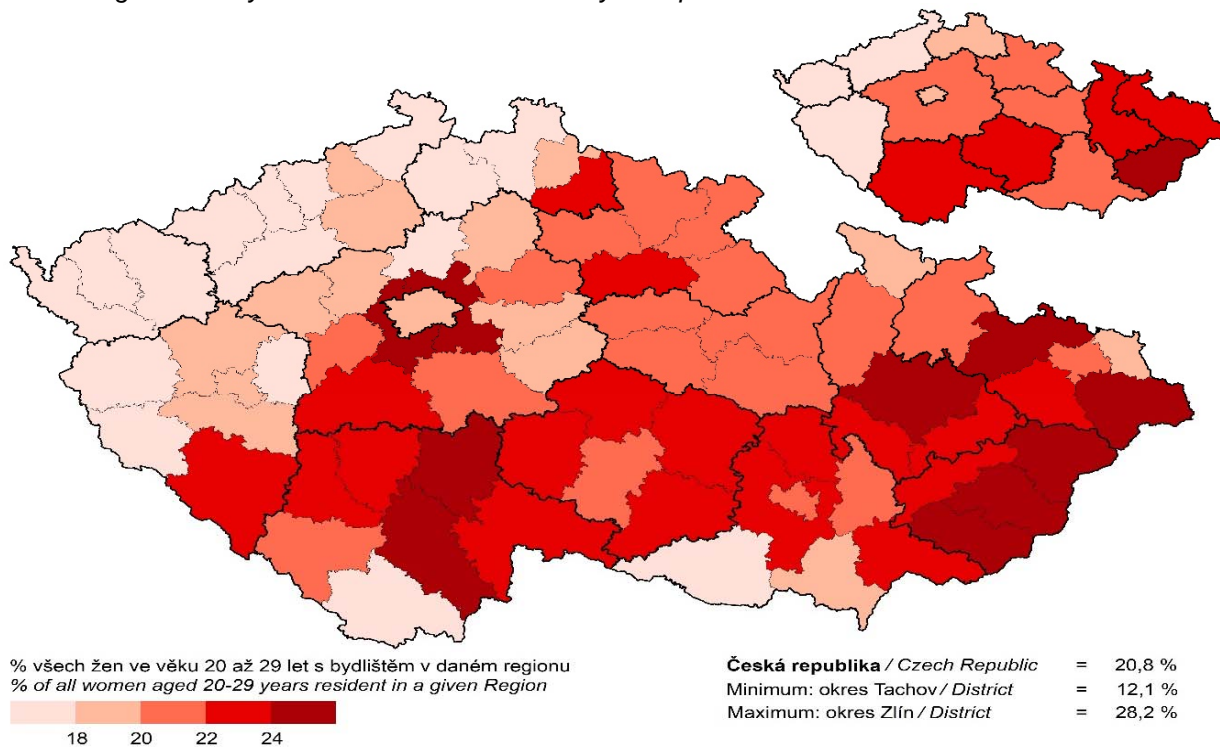 % všech žen ve věku 20 až 29 let s bydlištěm v daném regionu
% of all women aged 20-29 years resident in a given Region
18 20 22 24
Česká republika / Czech Republic = 20,8 %
Minimum: okres Tachov / District = 12,1 %
Maximum: okres Zlín / District = 28,2 %